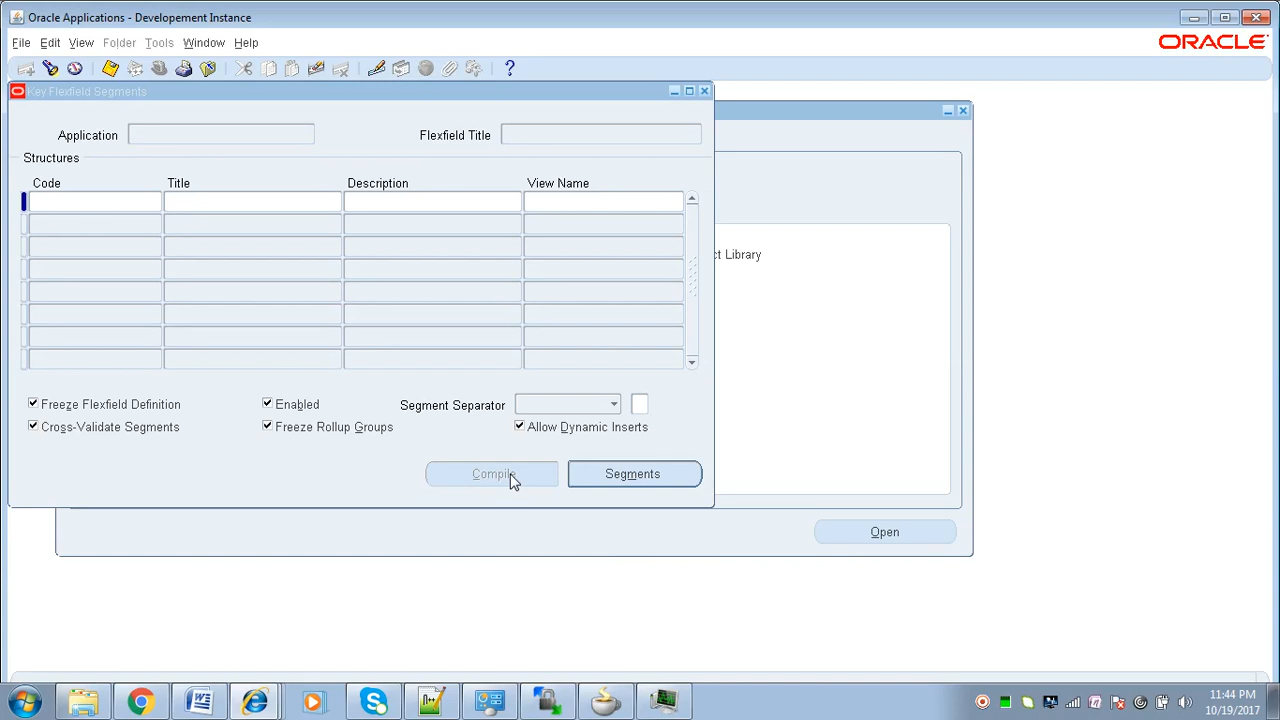 Oracle Applications - Developement Instance
File Edit View Folder Tools Window Help
ORACLE
Key Flexfield Segments
Application
Flexfield Title
Structures
Code Title Description View Name
ct Library
Freeze Flexfield Definition
Enabled
Segment Separator
Cross-Validate Segments
Freeze Rollup Groups
Allow Dynamic Inserts
Compile
Segments
Open
11:44 PM
10/19/2017